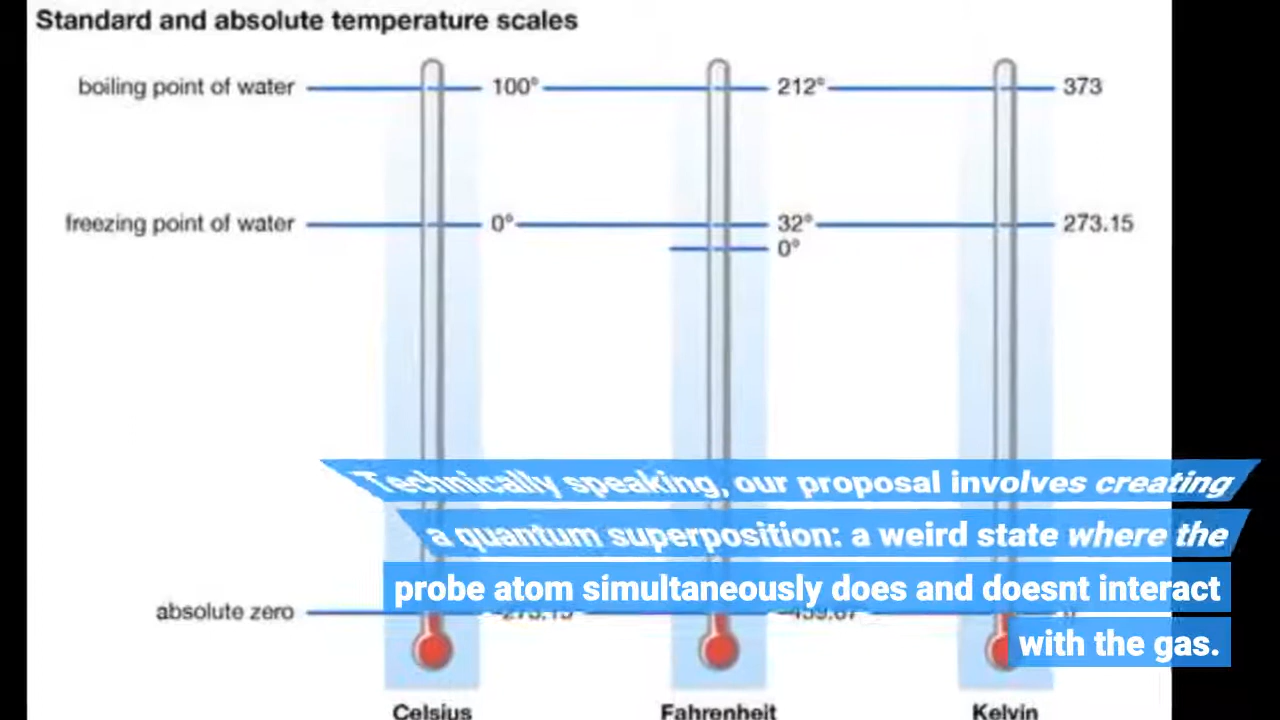 Standard and absolute temperature scales
boiling point of water 100° 212° 373
freezing point of water 0° 32° 273.15
0°
Technically speaking, our proposal involves creating
a quantum superposition: a weird state where the
probe atom simultaneously does and doesnt interact
absolute zero
with the gas.
Celsius Fahrenheit Kelvin